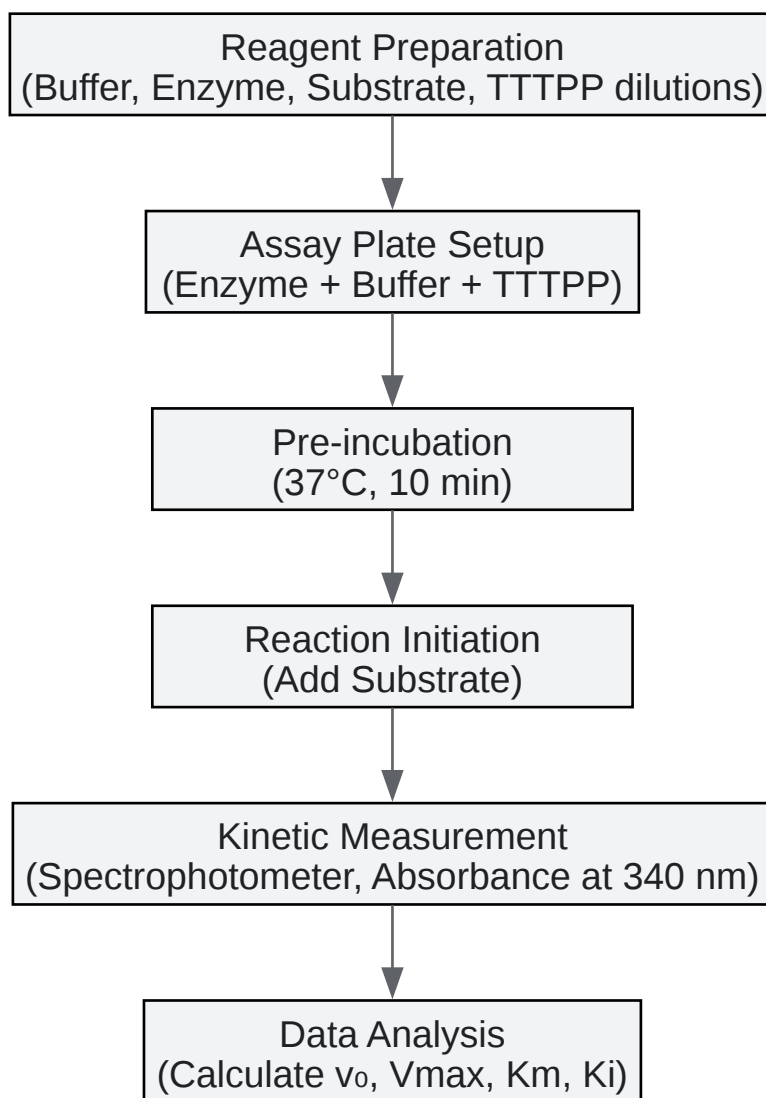 Reagent Preparation
(Buffer, Enzyme, Substrate, TTTPP dilutions)
Assay Plate Setup
(Enzyme + Buffer + TTTPP)
Pre-incubation
(37°C, 10 min)
Reaction Initiation
(Add Substrate)
Kinetic Measurement
(Spectrophotometer, Absorbance at 340 nm)
Data Analysis
(Calculate v₀, Vmax, Km, Ki)